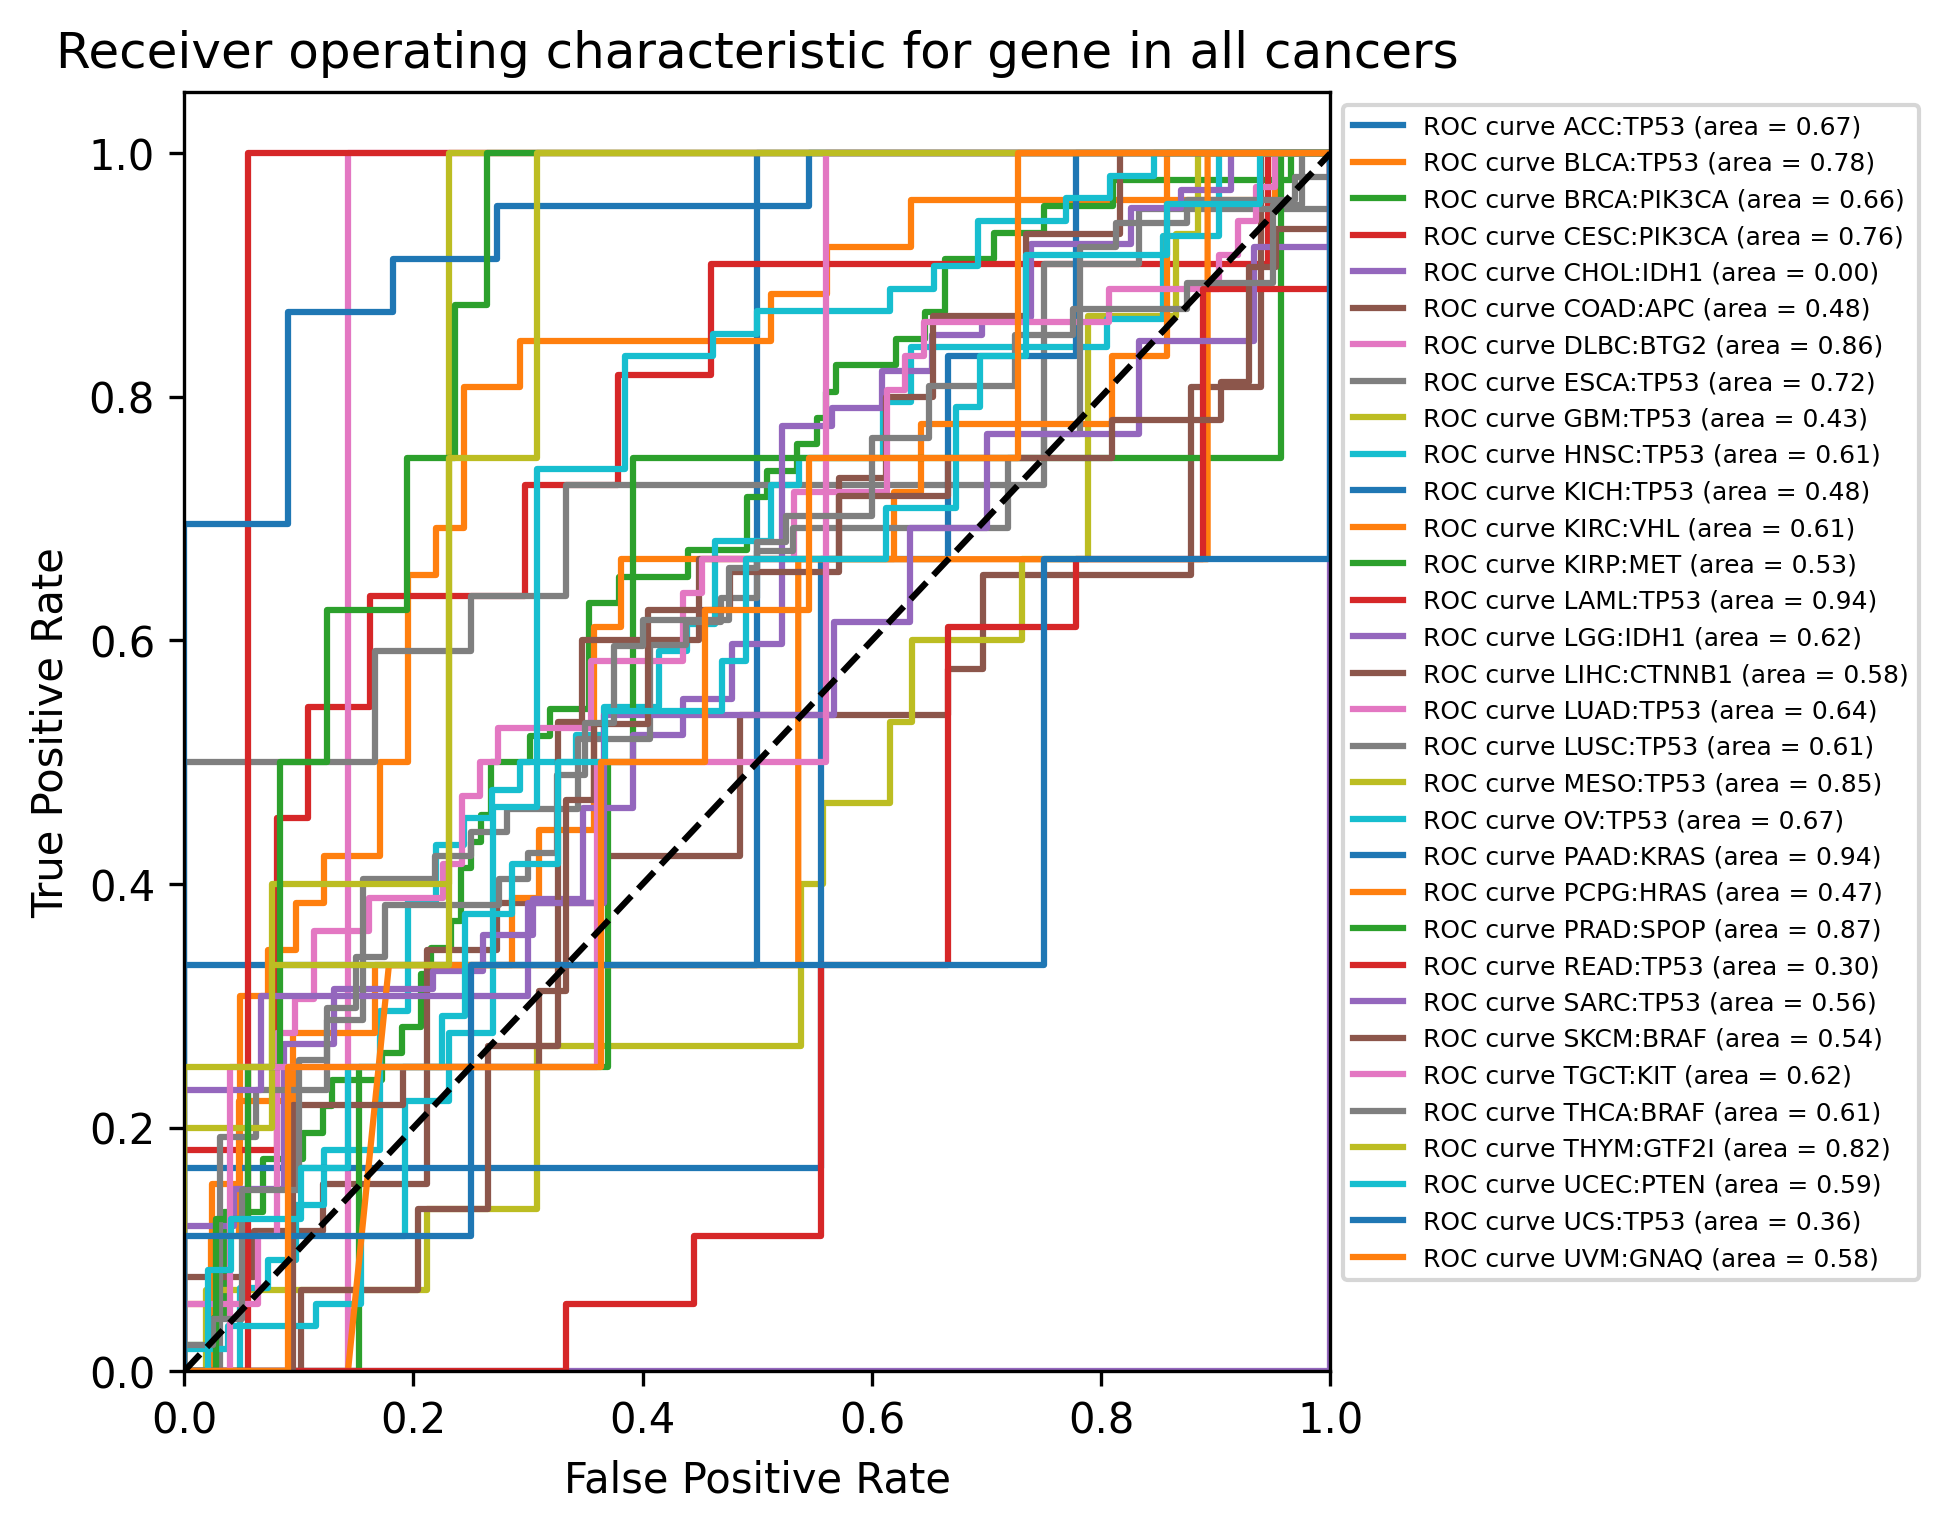 Receiver operating characteristic for gene in all cancers
True Positive Rate
1.0
0.8
0.6
0.4
0.2
0.0
0.0 0.2 0.4 0.6 0.8 1.0
False Positive Rate
ROC curve ACC:TP53 (area = 0.67)
ROC curve BLCA:TP53 (area = 0.78)
ROC curve BRCA:PIK3CA (area = 0.66)
ROC curve CESC:PIK3CA (area = 0.76)
ROC curve CHOL:IDH1 (area = 0.00)
ROC curve COAD:APC (area = 0.48)
ROC curve DLBC:BTG2 (area = 0.86)
ROC curve ESCA:TP53 (area = 0.72)
ROC curve GBM:TP53 (area = 0.43)
ROC curve HNSC:TP53 (area = 0.61)
ROC curve KICH:TP53 (area = 0.48)
ROC curve KIRC:VHL (area = 0.61)
ROC curve KIRP:MET (area = 0.53)
ROC curve LAML:TP53 (area = 0.94)
ROC curve LGG:IDH1 (area = 0.62)
ROC curve LIHC:CTNNB1 (area = 0.58)
ROC curve LUAD:TP53 (area = 0.64)
ROC curve LUSC:TP53 (area = 0.61)
ROC curve MESO:TP53 (area = 0.85)
ROC curve OV:TP53 (area = 0.67)
ROC curve PAAD:KRAS (area = 0.94)
ROC curve PCPG:HRAS (area = 0.47)
ROC curve PRAD:SPOP (area = 0.87)
ROC curve READ:TP53 (area = 0.30)
ROC curve SARC:TP53 (area = 0.56)
ROC curve SKCM:BRAF (area = 0.54)
ROC curve TGCT:KIT (area = 0.62)
ROC curve THCA:BRAF (area = 0.61)
ROC curve THYM:GTF2I (area = 0.82)
ROC curve UCEC:PTEN (area = 0.59)
ROC curve UCS:TP53 (area = 0.36)
ROC curve UVM:GNAQ (area = 0.58)